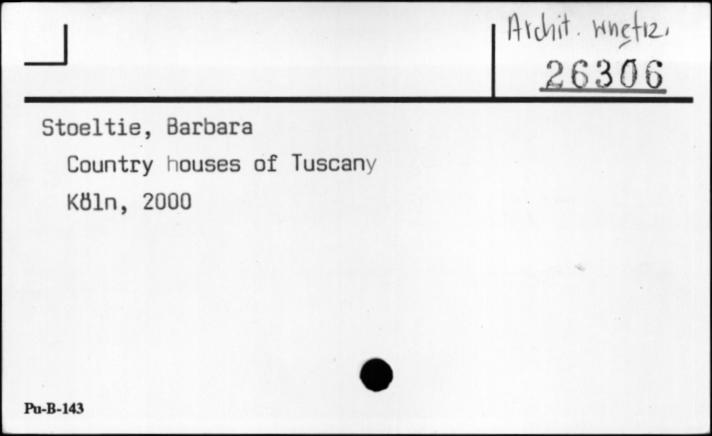 Archit. wnętrz.
26306
Stoeltie, Barbara
Country houses of Tuscany
Köln, 2000
Pu-B-143